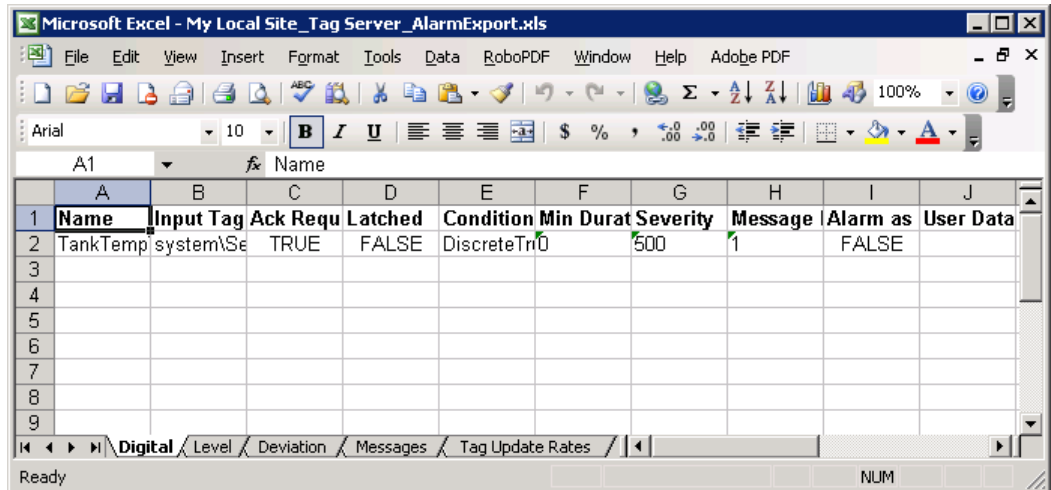 Microsoft Excel - My Local Site_Tag Server_AlarmExport.xls
File Edit View Insert Format Tools Data RoboPDF Window Help Adobe PDF
ABC Σ A Z Z A 100%
Arial 10 B I U $ % , A
A1 fx Name
A B C D E F G H I J
1 Name Input Tag Ack Requ Latched Condition Min Durat Severity Message Alarm as User Data
2 TankTemp system\Se TRUE FALSE DiscreteTri 0 500 1 FALSE
3
4
5
6
7
8
9
Digital Level Deviation Messages Tag Update Rates
Ready NUM